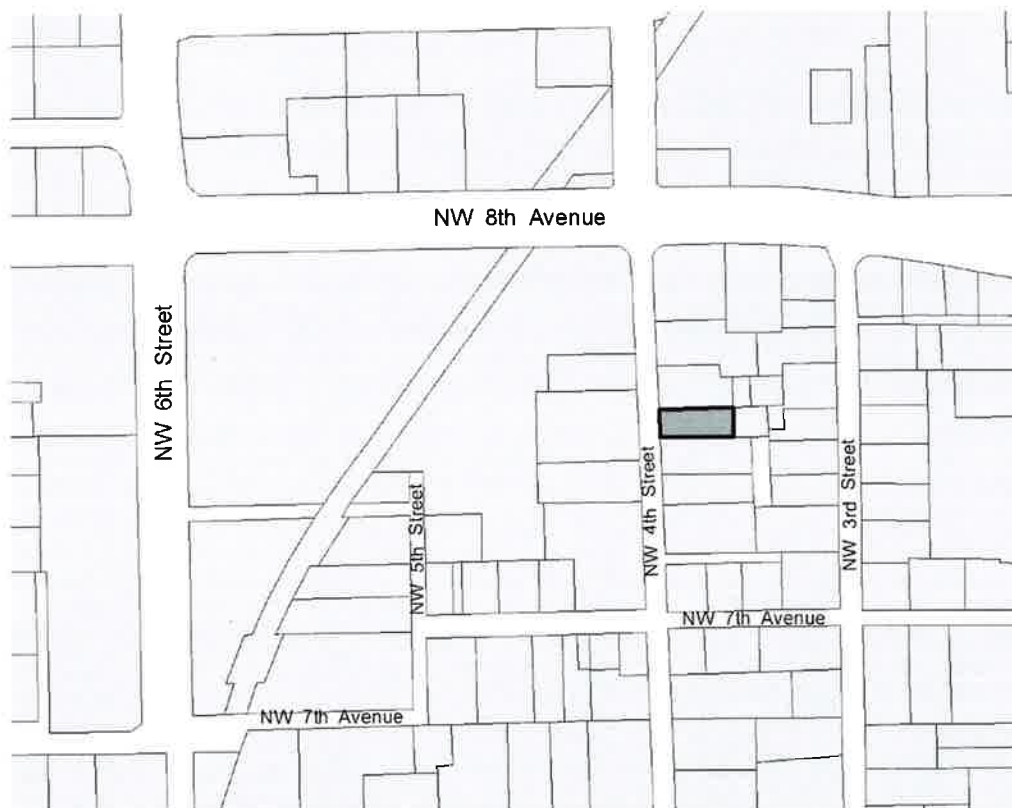 NW 8th Avenue
NW 6th Street
NW 5th Street
NW 4th Street
NW 3rd Street
NW 7th Avenue
NW 7th Avenue